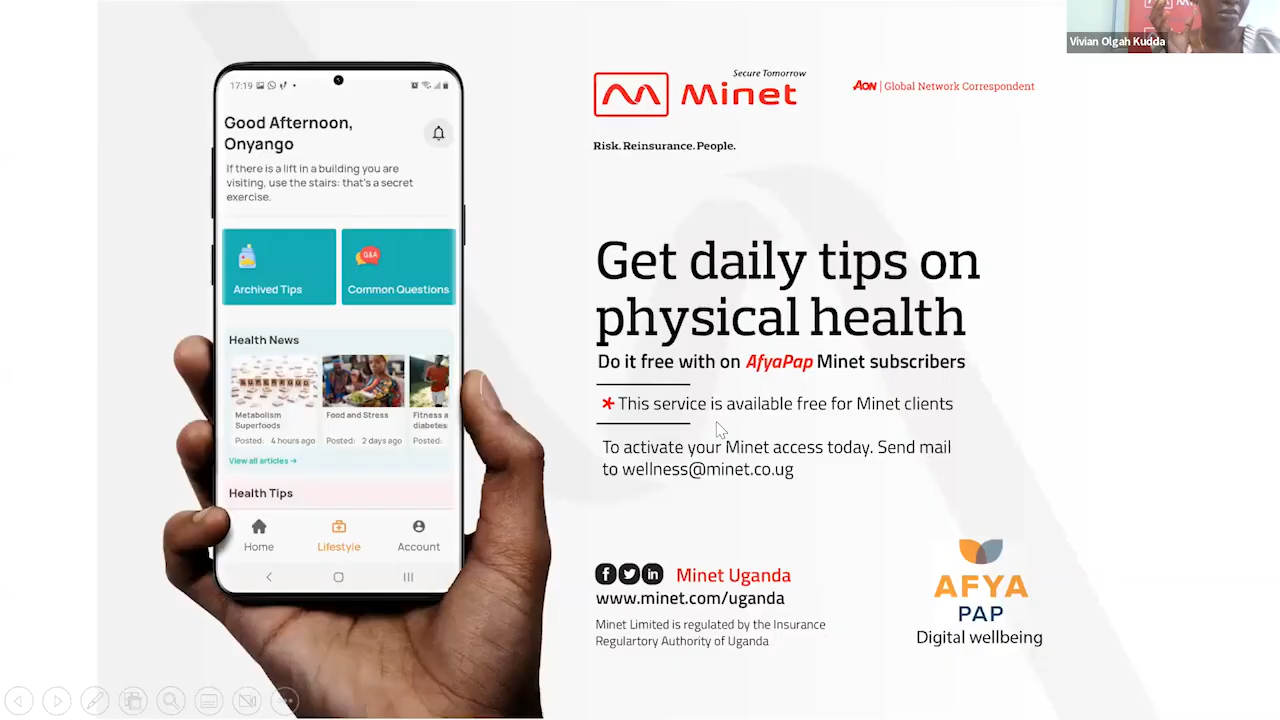 Vivian Olgah Kudda
17:19
Good Afternoon,
Onyango
If there is a lift in a building you are
visiting, use the stairs: that's a secret
exercise.
Archived Tips
Q&A
Common Questions
Health News
SUPERFOOD
Metabolism
Superfoods
Posted: 4 hours ago
Food and Stress
Posted: 2 days ago
Fitness a
diabetes
Posted:
View all articles →
Health Tips
Home
Lifestyle
Account
Secure Tomorrow
Minet
AON | Global Network Correspondent
Risk. Reinsurance. People.
Get daily tips on
physical health
Do it free with on AfyaPap Minet subscribers
* This service is available free for Minet clients
To activate your Minet access today. Send mail
to wellness@minet.co.ug
Minet Uganda
www.minet.com/uganda
Minet Limited is regulated by the Insurance
Regulartory Authority of Uganda
AFYA
PAP
Digital wellbeing